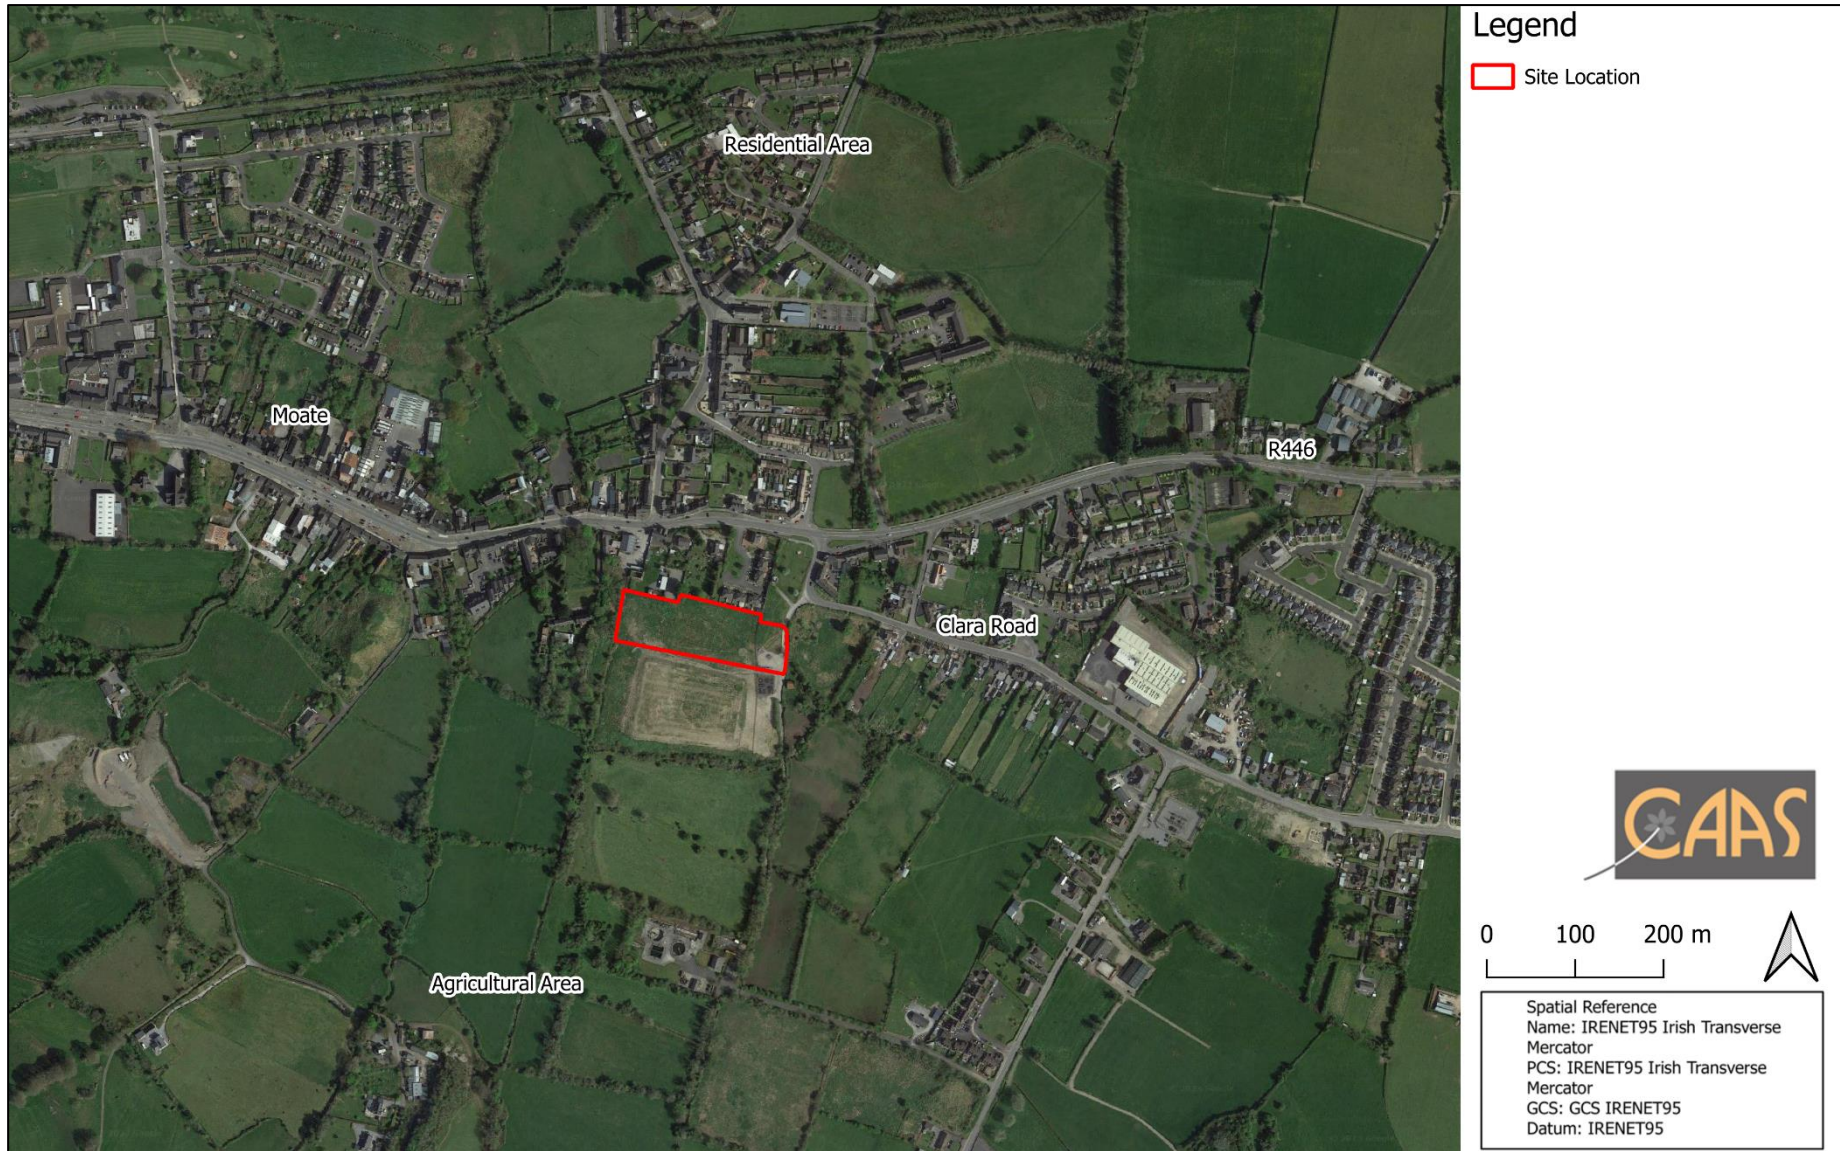 Legend
Site Location
Residential Area
Moate
R446
Clara Road
Agricultural Area
CAAS
0 100 200 m
Spatial Reference
Name: IRENET95 Irish Transverse
Mercator
PCS: IRENET95 Irish Transverse
Mercator
GCS: GCS IRENET95
Datum: IRENET95